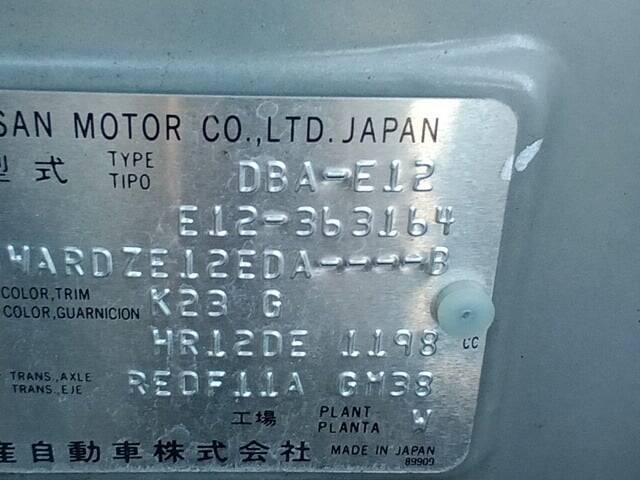 SAN MOTOR CO.,LTD. JAPAN
型式 TYPE TIPO DBA-E12
E12-363164
WARDZE12EDA----B
COLOR,TRIM COLOR,GUARNICION K23 G
HR12DE 1198 CC
TRANS.,AXLE TRANS.,EJE RE0F11A GM38
工場 PLANT PLANTA W
産自動車株式会社 MADE IN JAPAN
89909